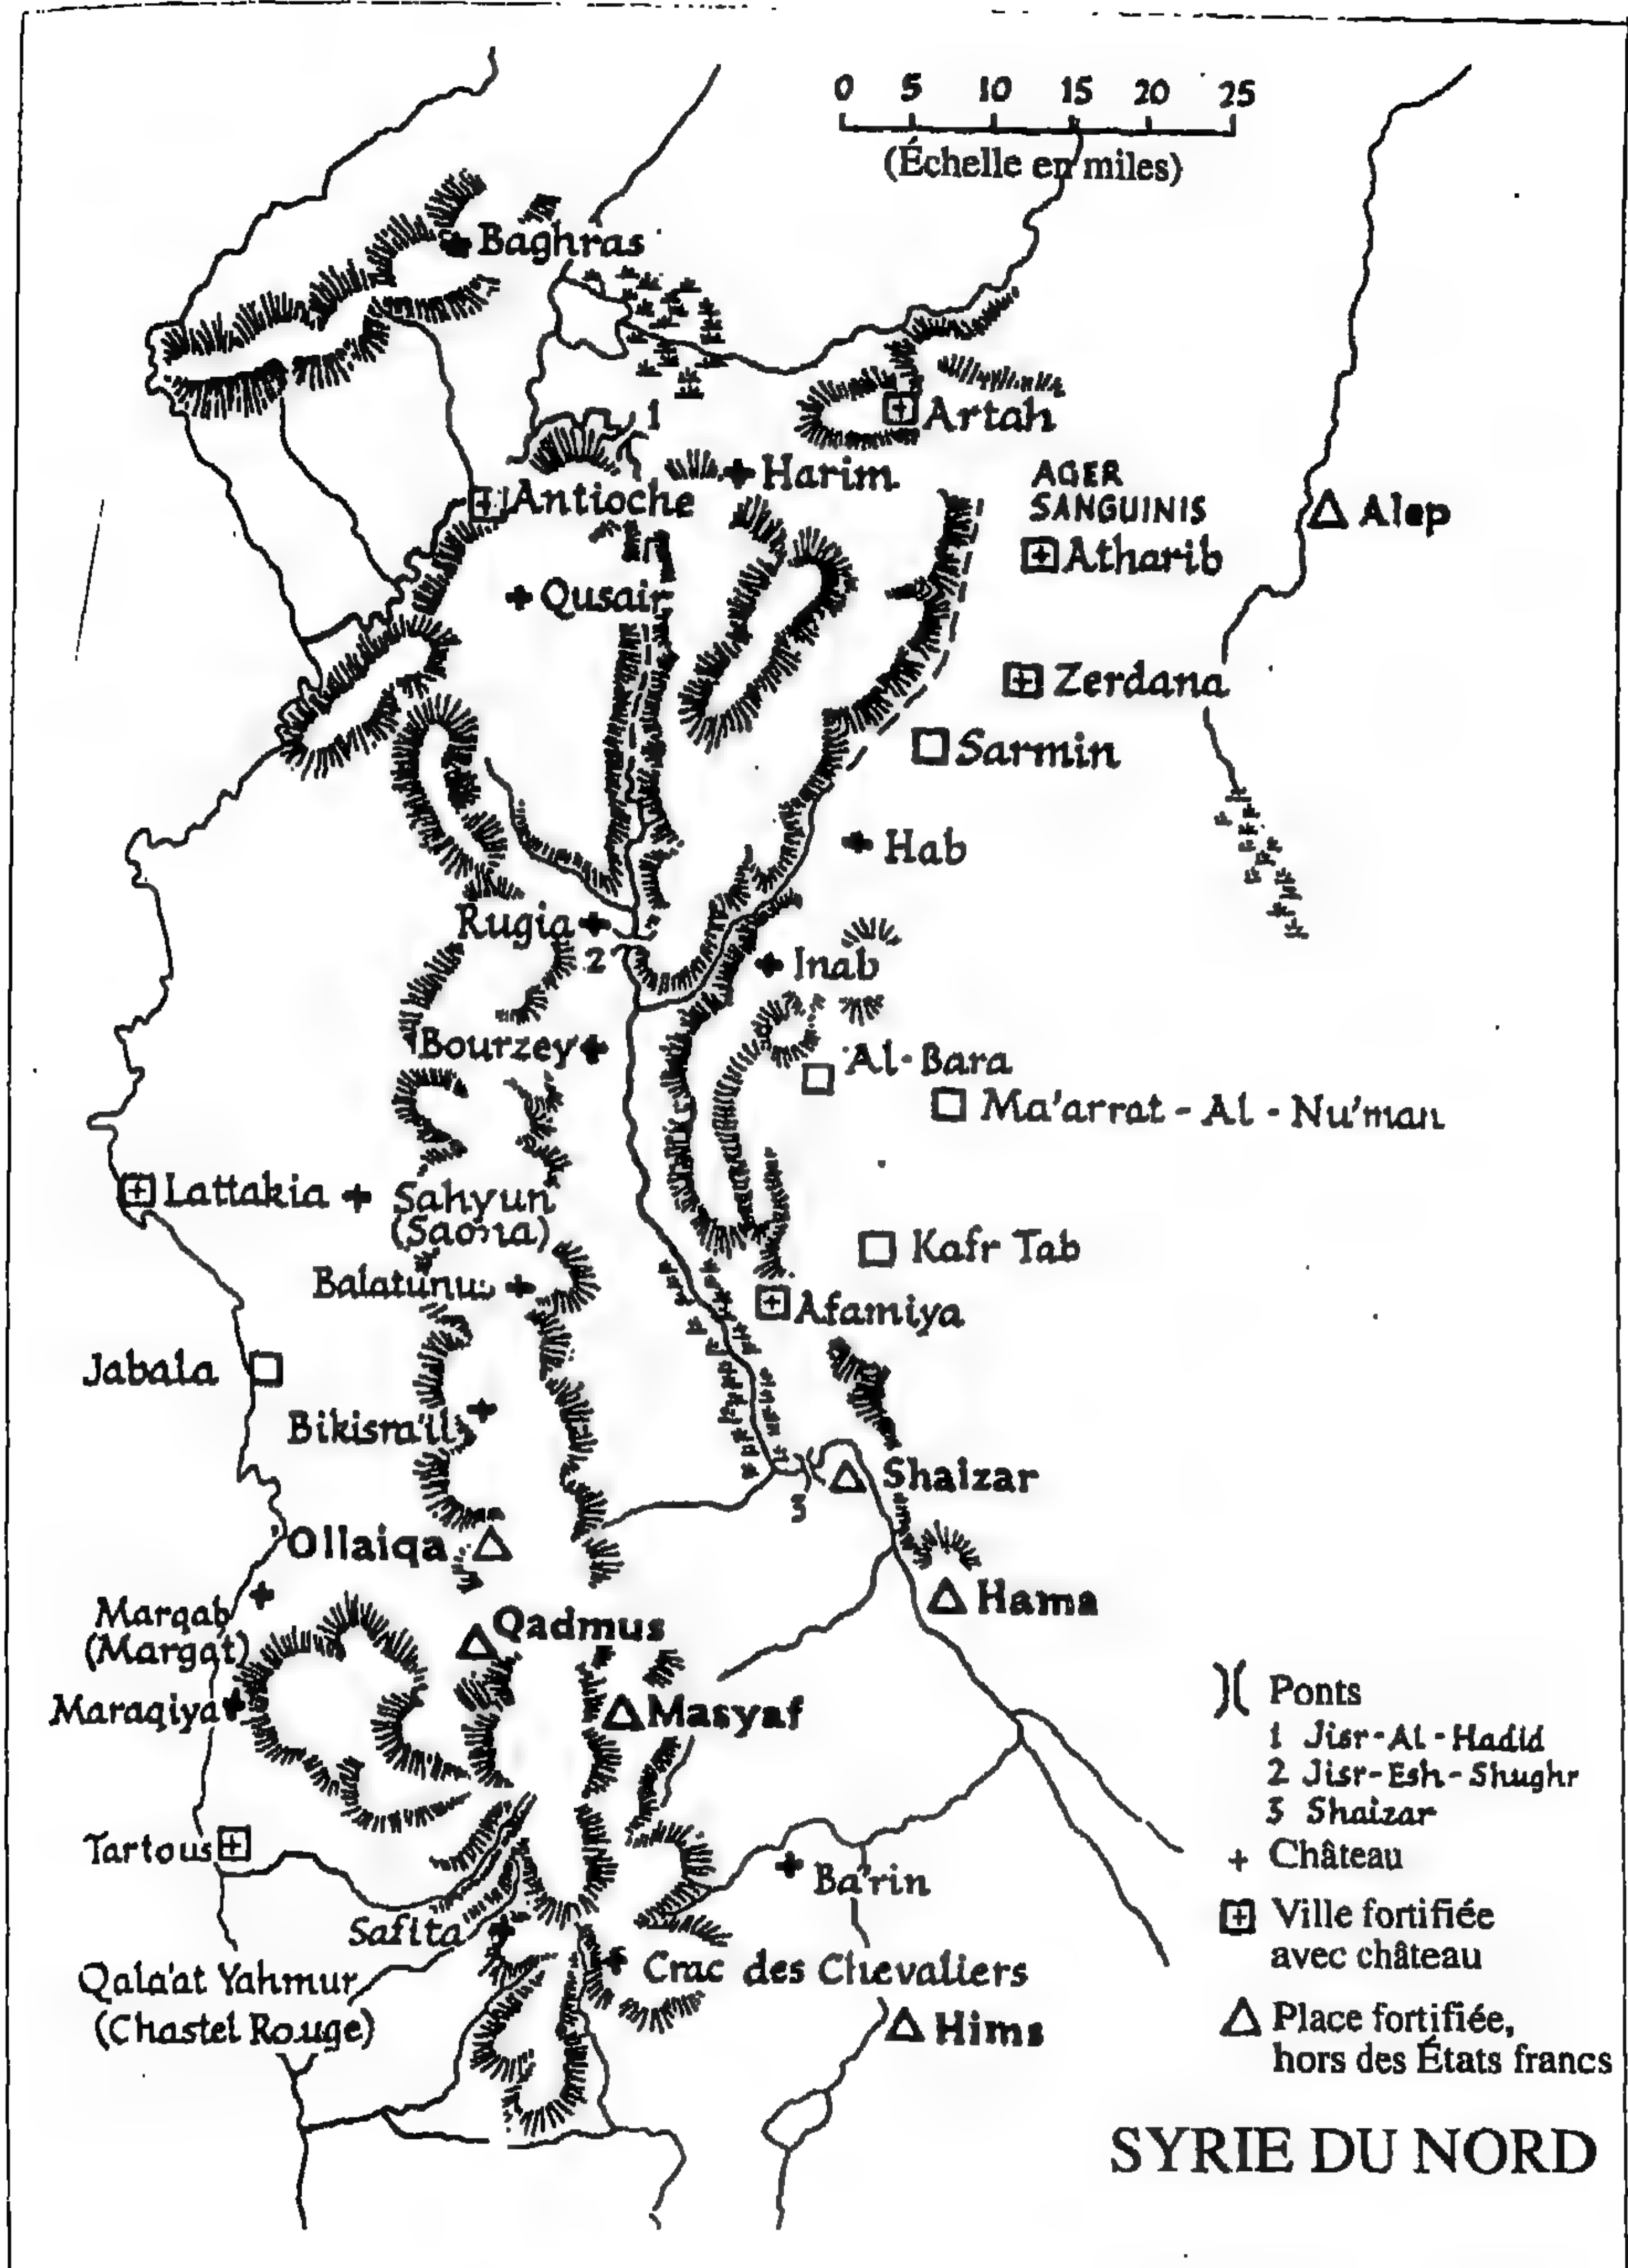 0 5 10 15 20 25
(Échelle en miles)
Baghras
1
Artah
Harim
AGER
SANGUINIS
Antioche
Alep
Atharib
Qusair
Zerdana
Sarmin
Hab
Rugia
2
Inab
Bourzey
Al-Bara
Ma'arrat - Al - Nu'man
Lattakia
Sahyun
(Saona)
Kafr Tab
Balatunus
Afamiya
Jabala
Bikisra'il
Shaizar
3
'Ollaiqa
Hama
Marqab
(Margat)
Qadmus
Maraqiya
Masyaf
Ponts
1 Jisr-Al-Hadid
2 Jisr-Esh-Shughr
3 Shaizar
Tartous
+ Château
Ba'rin
Ville fortifiée
avec château
Safita
Crac des Chevaliers
Qala'at Yahmur
(Chastel Rouge)
Hims
Place fortifiée,
hors des États francs
SYRIE DU NORD